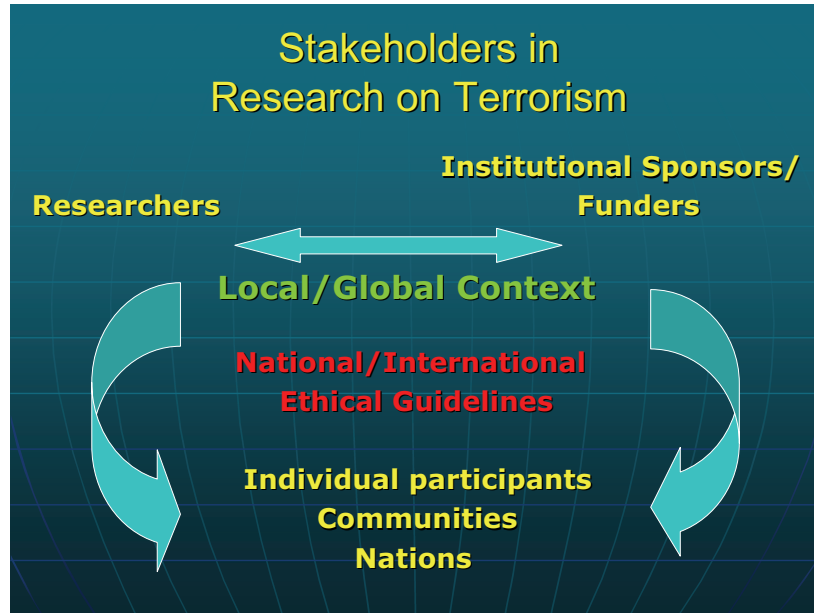 Stakeholders in
Research on Terrorism
Institutional Sponsors/
Researchers
Funders
Local/Global Context
National/International
Ethical Guidelines
Individual participants
Communities
Nations